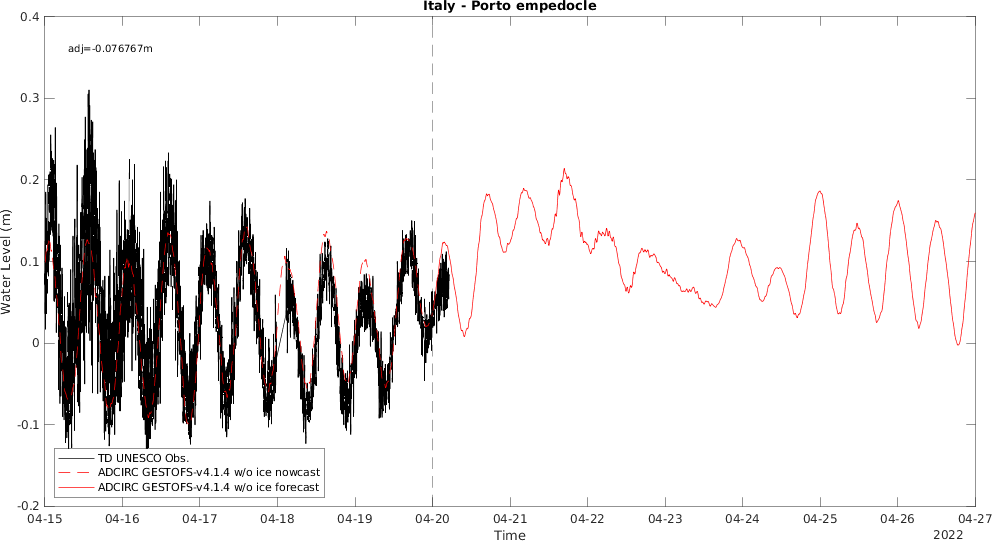 Italy - Porto empedocle
adj=-0.076767m
Water Level (m)
0.4
0.3
0.2
0.1
0
-0.1
-0.2
TD UNESCO Obs.
ADCIRC GESTOFS-v4.1.4 w/o ice nowcast
ADCIRC GESTOFS-v4.1.4 w/o ice forecast
04-15 04-16 04-17 04-18 04-19 04-20 04-21 04-22 04-23 04-24 04-25 04-26 04-27
Time
2022